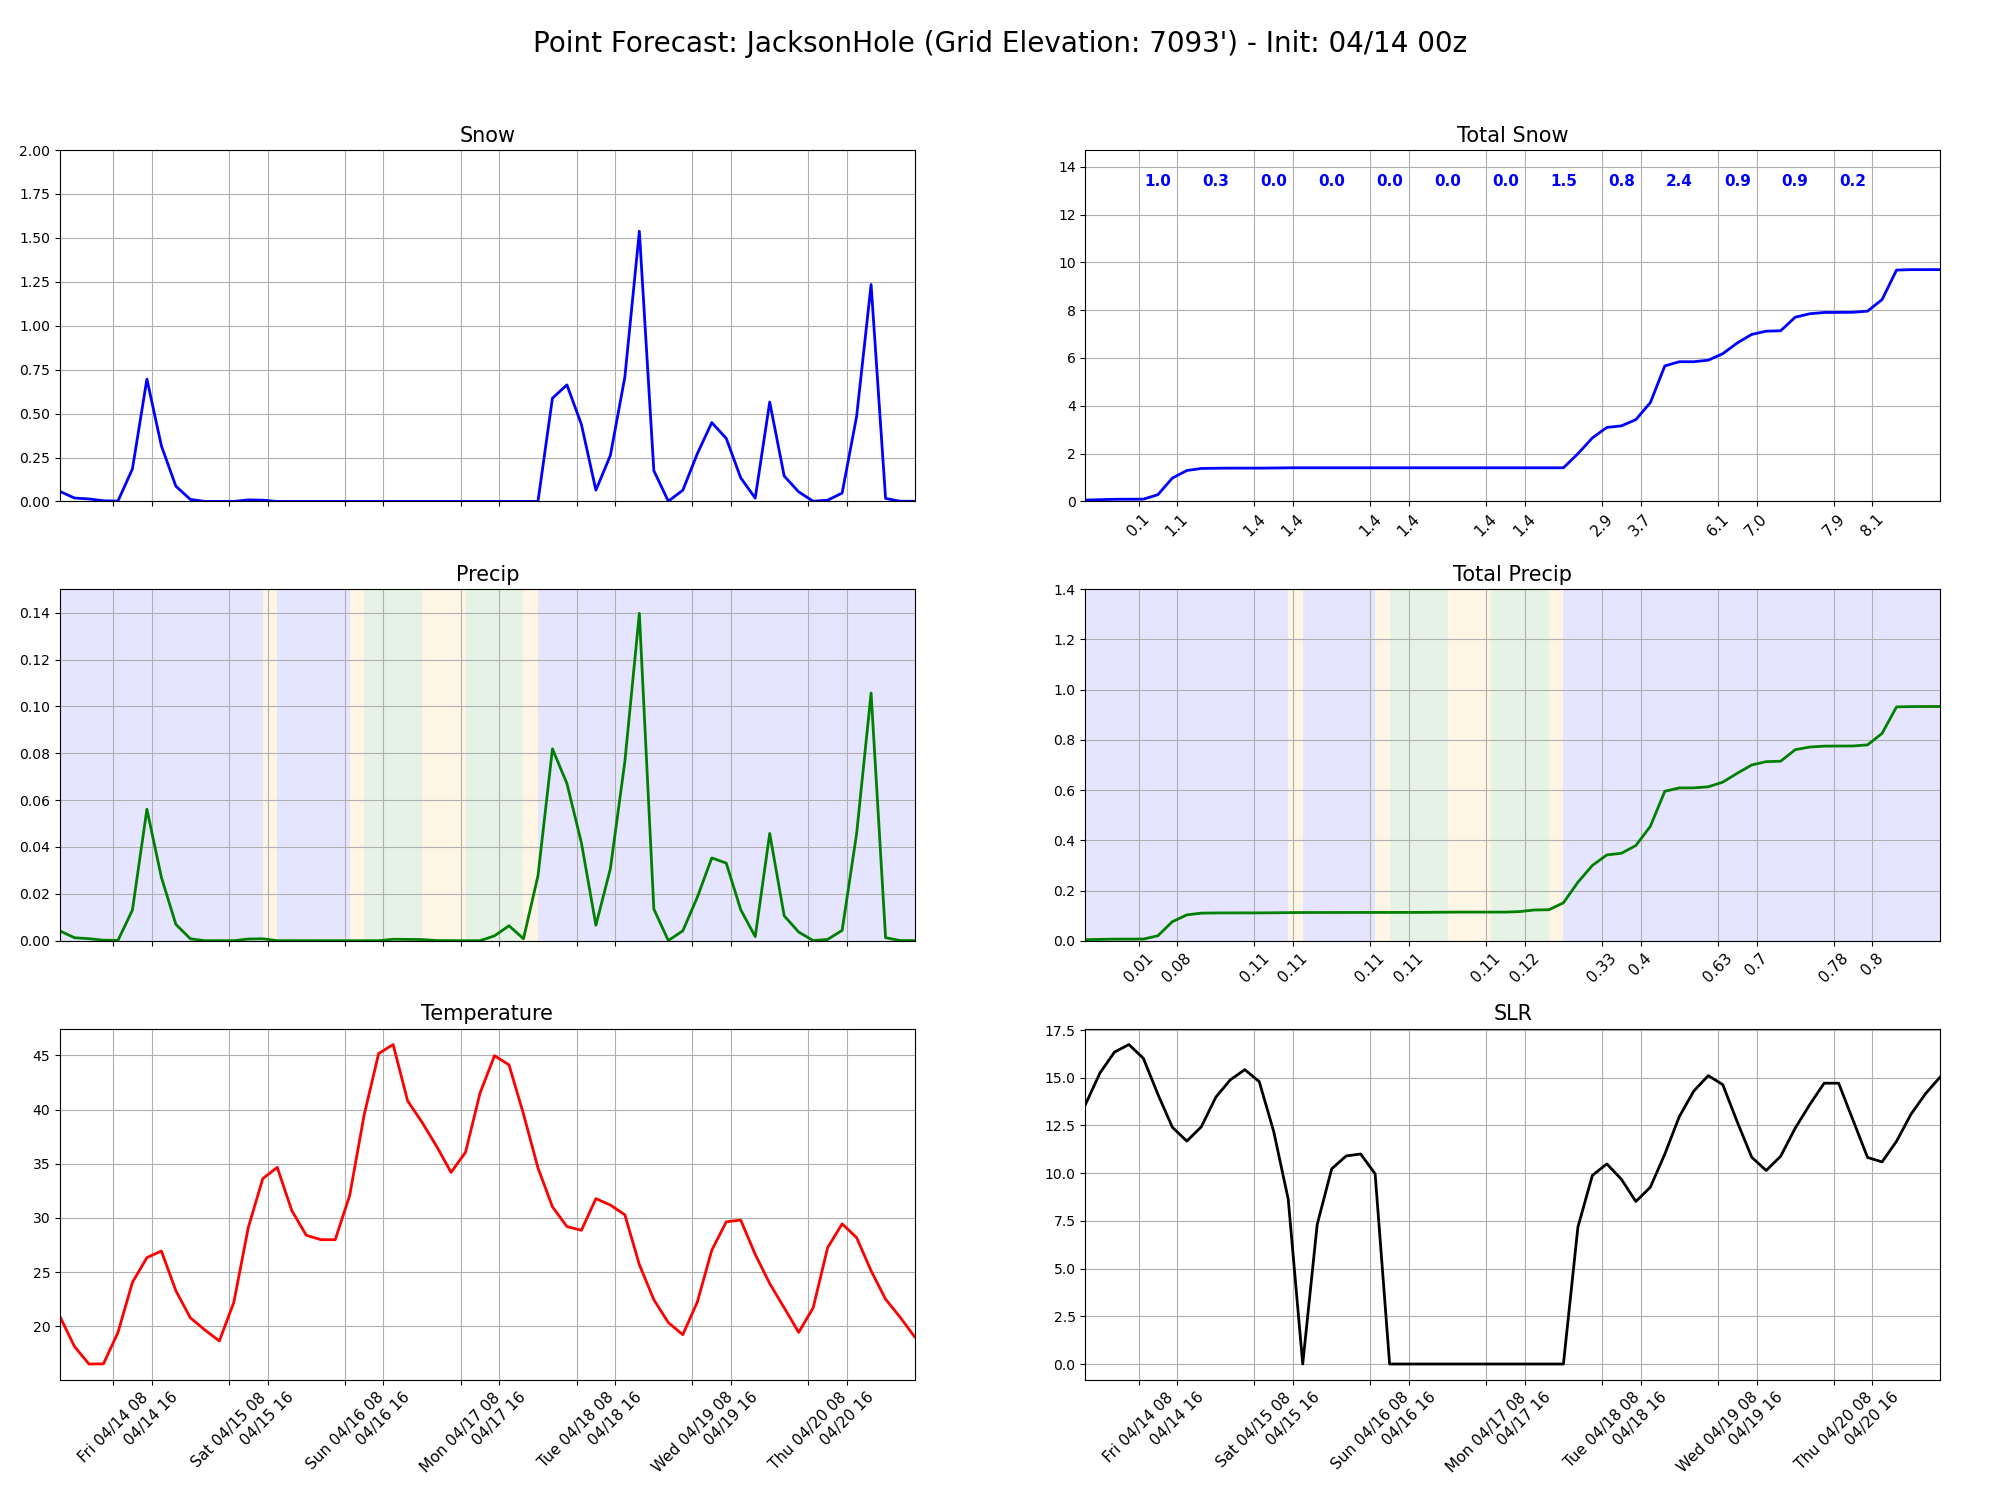 Point Forecast: JacksonHole (Grid Elevation: 7093') - Init: 04/14 00z
Snow
2.00
1.75
1.50
1.25
1.00
0.75
0.50
0.25
0.00
Total Snow
14
12
10
8
6
4
2
0
1.0 0.3 0.0 0.0 0.0 0.0 0.0 1.5 0.8 2.4 0.9 0.9 0.2
0.1 1.1 1.4 1.4 1.4 1.4 1.4 1.4 2.9 3.7 6.1 7.0 7.9 8.1
Precip
0.14
0.12
0.10
0.08
0.06
0.04
0.02
0.00
Total Precip
1.4
1.2
1.0
0.8
0.6
0.4
0.2
0.0
0.01 0.08 0.11 0.11 0.11 0.11 0.11 0.12 0.33 0.4 0.63 0.7 0.78 0.8
Temperature
45
40
35
30
25
20
Fri 04/14 08
04/14 16
Sat 04/15 08
04/15 16
Sun 04/16 08
04/16 16
Mon 04/17 08
04/17 16
Tue 04/18 08
04/18 16
Wed 04/19 08
04/19 16
Thu 04/20 08
04/20 16
SLR
17.5
15.0
12.5
10.0
7.5
5.0
2.5
0.0
Fri 04/14 08
04/14 16
Sat 04/15 08
04/15 16
Sun 04/16 08
04/16 16
Mon 04/17 08
04/17 16
Tue 04/18 08
04/18 16
Wed 04/19 08
04/19 16
Thu 04/20 08
04/20 16